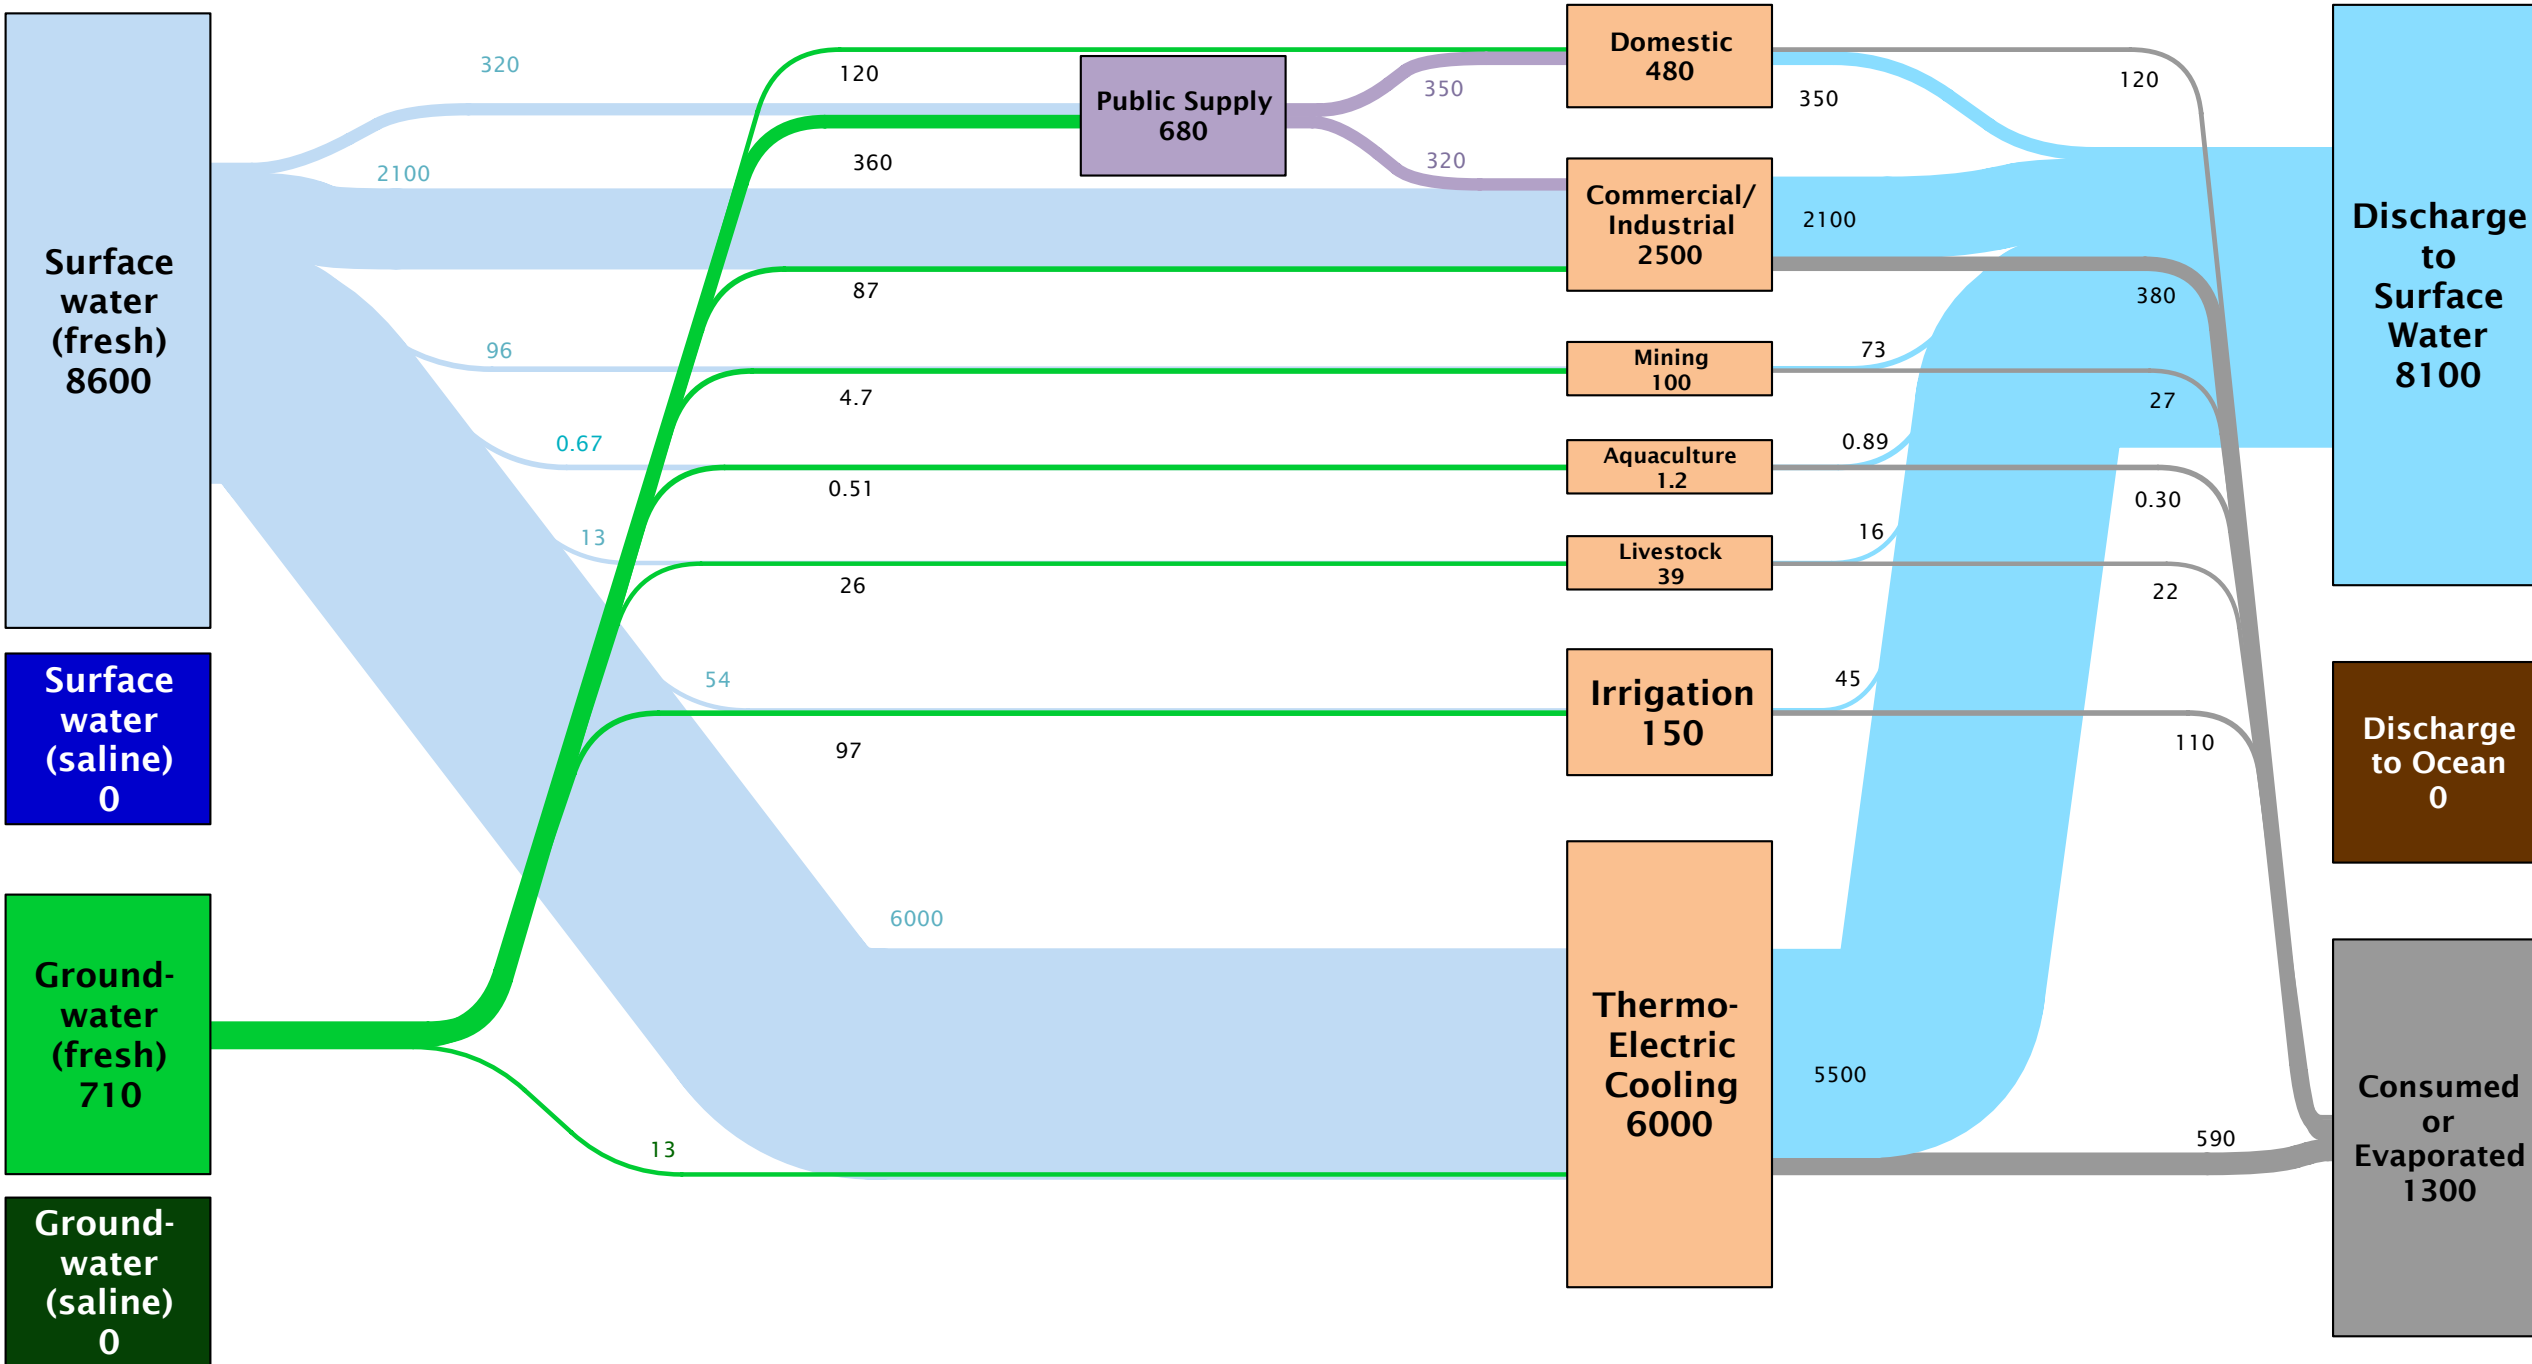 Surface
water
(fresh)
8600
Surface
water
(saline)
0
Ground-
water
(fresh)
710
Ground-
water
(saline)
0
320
2100
96
0.67
13
54
6000
13
120
360
87
4.7
0.51
26
97
Public Supply
680
350
320
Domestic
480
Commercial/
Industrial
2500
Mining
100
Aquaculture
1.2
Livestock
39
Irrigation
150
Thermo-
Electric
Cooling
6000
350
2100
73
0.89
16
45
5500
120
380
27
0.30
22
110
590
Discharge
to
Surface
Water
8100
Discharge
to Ocean
0
Consumed
or
Evaporated
1300